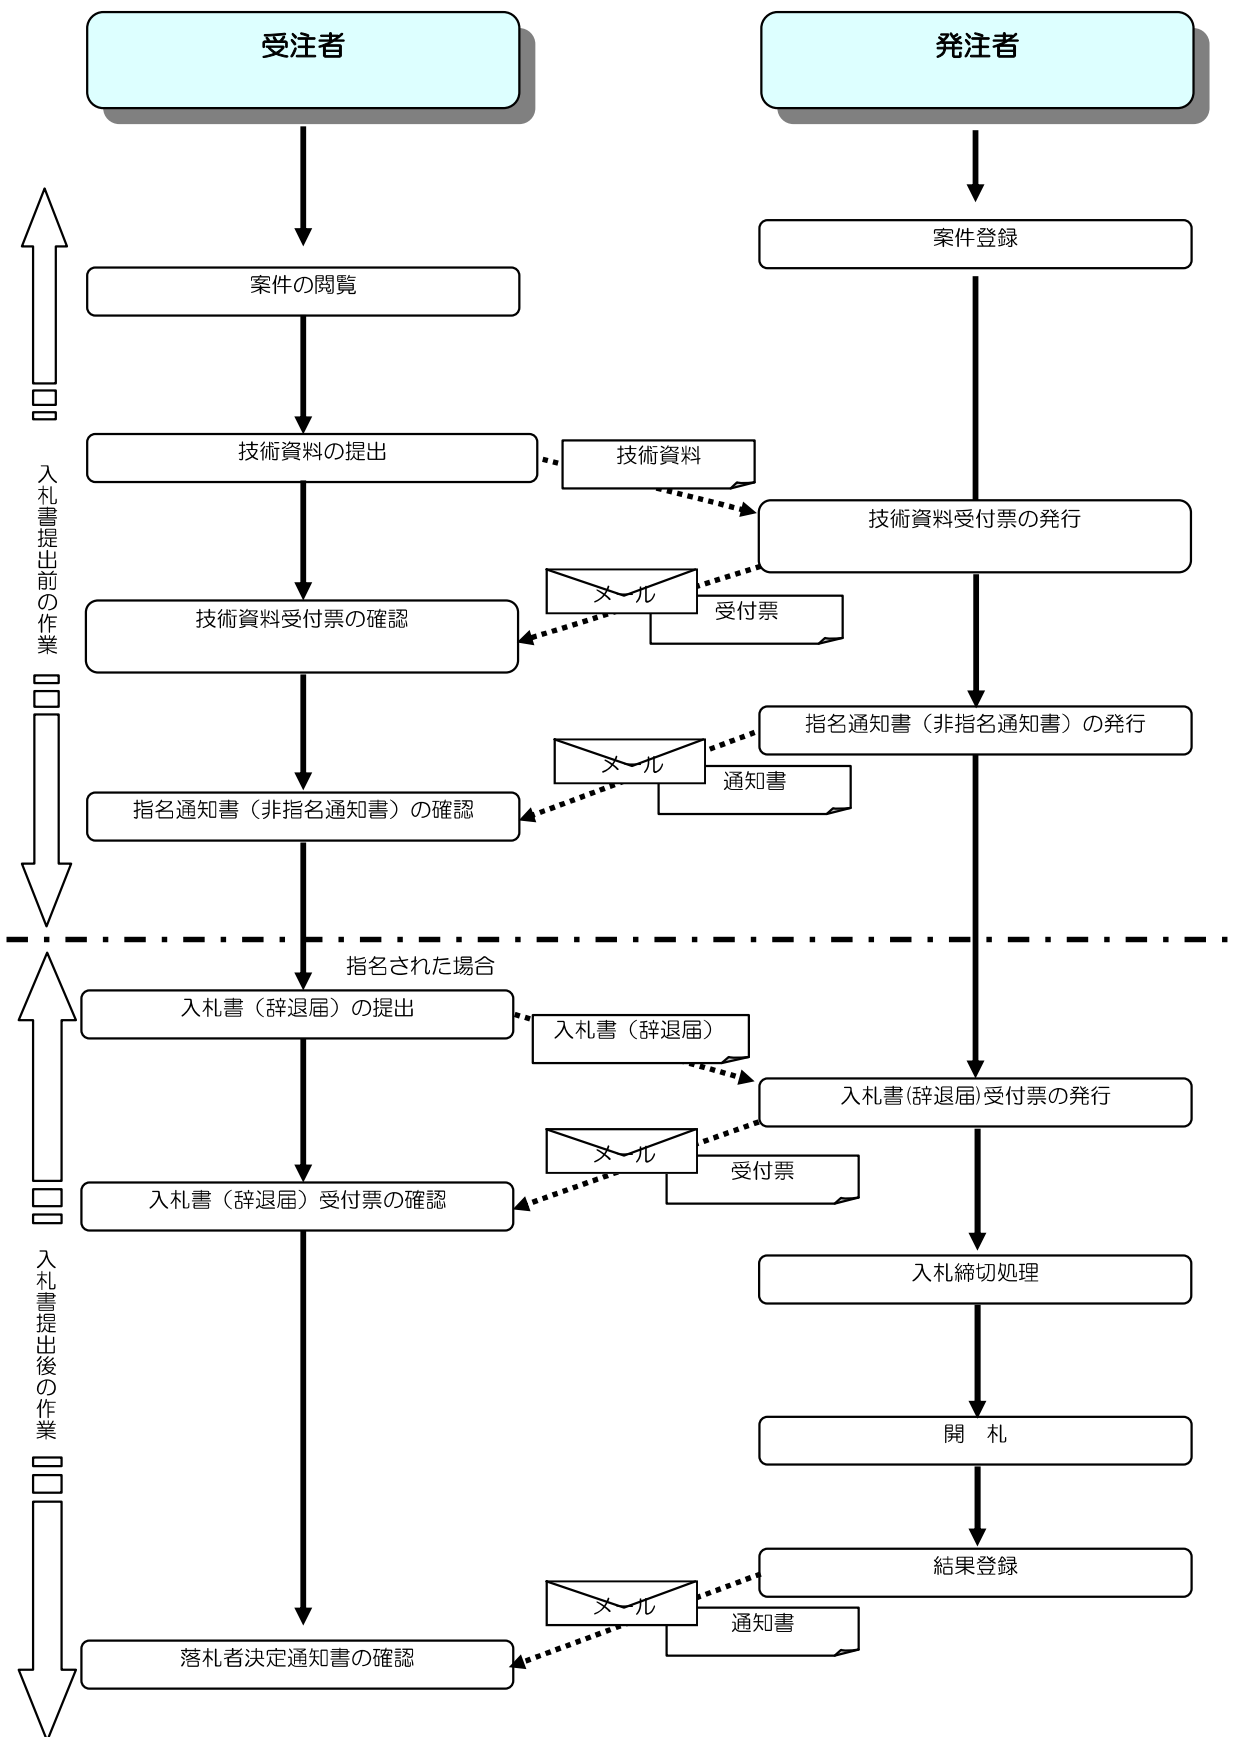 受注者
発注者
案件登録
案件の閲覧
技術資料の提出
技術資料
技術資料受付票の発行
入札書提出前の作業
メール
受付票
技術資料受付票の確認
指名通知書（非指名通知書）の発行
メール
通知書
指名通知書（非指名通知書）の確認
指名された場合
入札書（辞退届）の提出
入札書（辞退届）
入札書(辞退届)受付票の発行
メール
受付票
入札書（辞退届）受付票の確認
入札締切処理
入札書提出後の作業
開　札
結果登録
メール
通知書
落札者決定通知書の確認